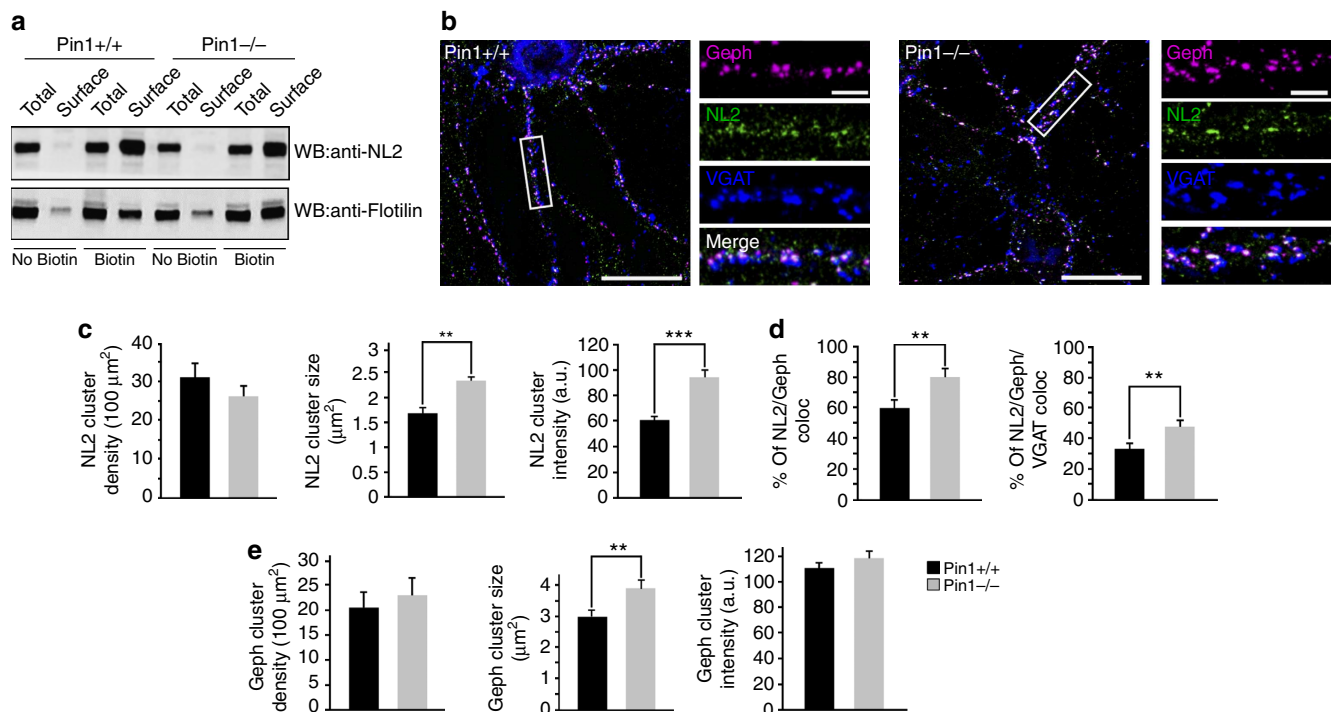 a
Pin1+/+ Pin1–/–
Total Surface Total Surface Total Surface Total Surface
WB:anti-NL2
WB:anti-Flotilin
No Biotin Biotin No Biotin Biotin
b
Pin1+/+
Geph
NL2
VGAT
Merge
Pin1–/–
Geph
NL2
VGAT
c
NL2 cluster
density (100 μm²)
40
30
20
10
0
NL2 cluster size
(μm²)
3
2.5
2
1.5
1
0.5
0
**
NL2 cluster
intensity (a.u.)
120
100
80
60
40
20
0
***
d
% Of NL2/Geph
coloc
100
80
60
40
20
0
**
% Of NL2/Geph/
VGAT coloc
100
80
60
40
20
0
**
e
Geph cluster
density (100 μm²)
30
25
20
15
10
5
0
Geph cluster size
(μm²)
4
3
2
1
0
**
Geph cluster
intensity (a.u.)
120
100
80
60
40
20
0
Pin1+/+
Pin1–/–